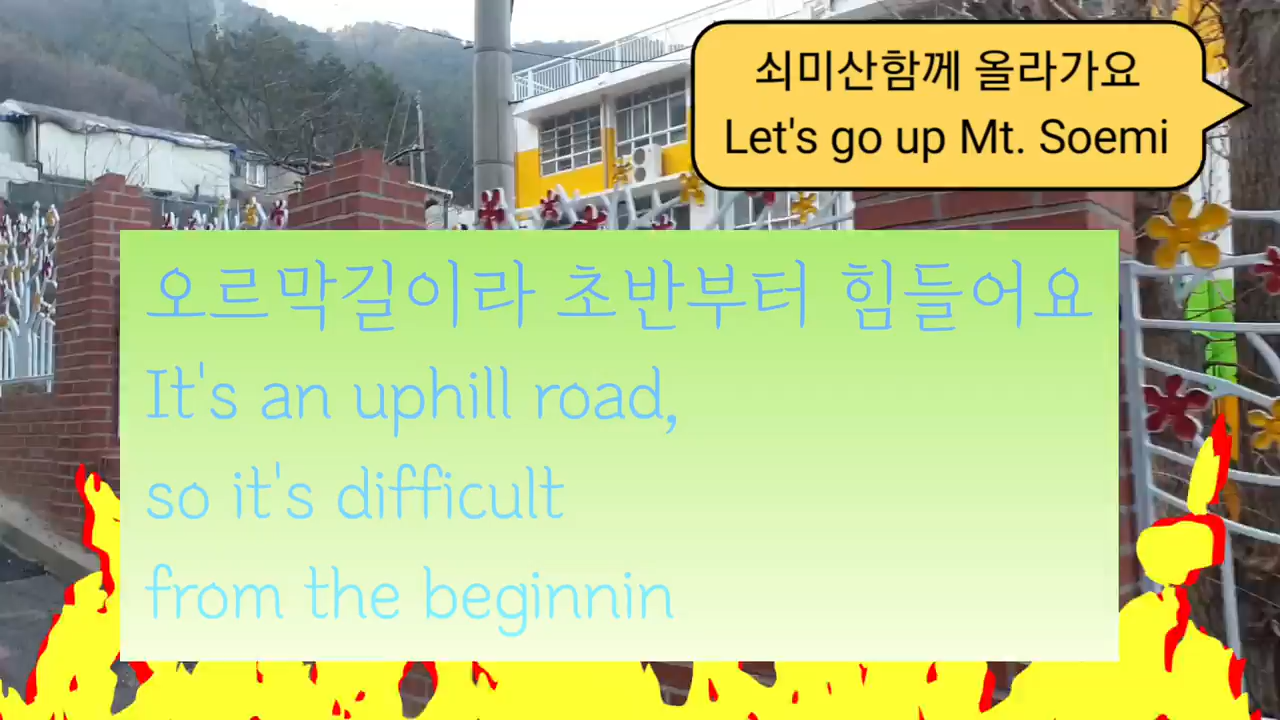 쇠미산함께 올라가요
Let's go up Mt. Soemi
오르막길이라 초반부터 힘들어요
It's an uphill road,
so it's difficult
from the beginnin